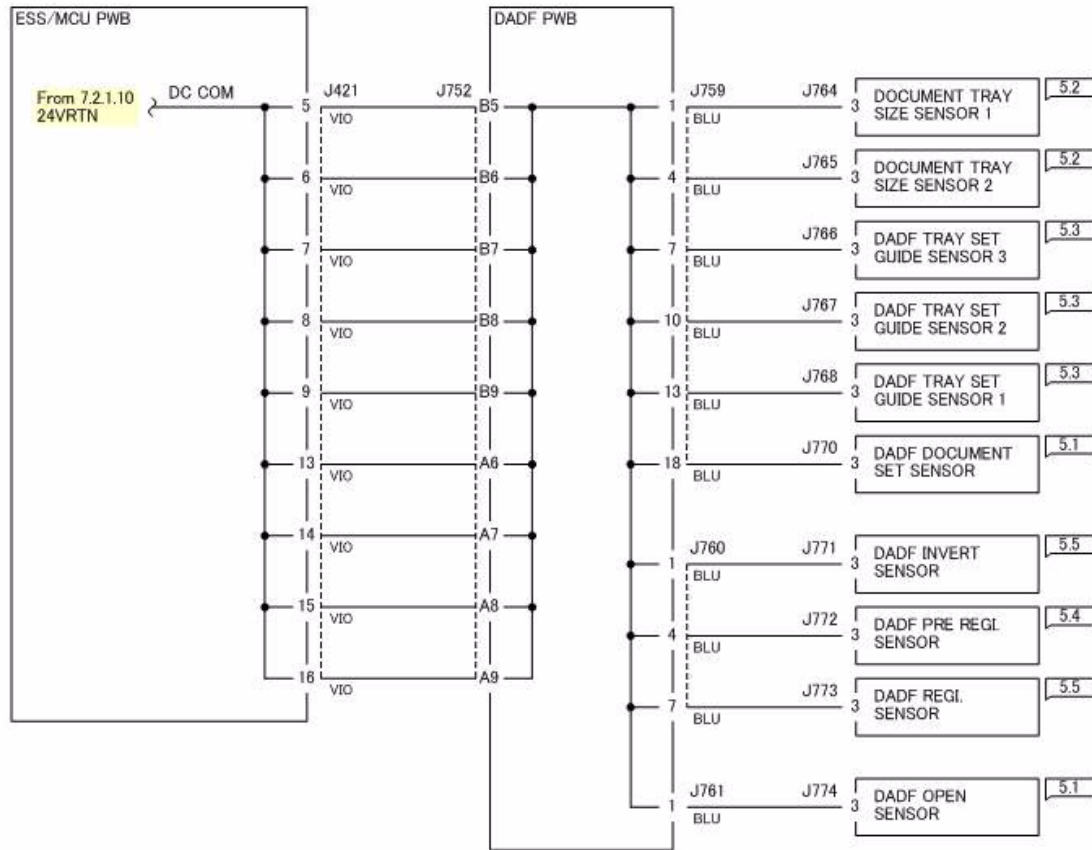 ESS/MCU PWB DADF PWB
From 7.2.1.10 DC COM
24VRTN
5 J421 J752 B5 1 J759 J764 3 DOCUMENT TRAY 5.2
VIO BLU SIZE SENSOR 1
6 B6 4 J765 3 DOCUMENT TRAY 5.2
VIO BLU SIZE SENSOR 2
7 B7 7 J766 3 DADF TRAY SET 5.3
VIO BLU GUIDE SENSOR 3
8 B8 10 J767 3 DADF TRAY SET 5.3
VIO BLU GUIDE SENSOR 2
9 B9 13 J768 3 DADF TRAY SET 5.3
VIO BLU GUIDE SENSOR 1
13 A6 18 J770 3 DADF DOCUMENT 5.1
VIO BLU SET SENSOR
14 A7 1 J760 J771 3 DADF INVERT 5.5
VIO BLU SENSOR
15 A8 4 J772 3 DADF PRE REGI. 5.4
VIO BLU SENSOR
16 A9 7 J773 3 DADF REGI. 5.5
VIO BLU SENSOR
1 J761 J774 3 DADF OPEN 5.1
BLU SENSOR